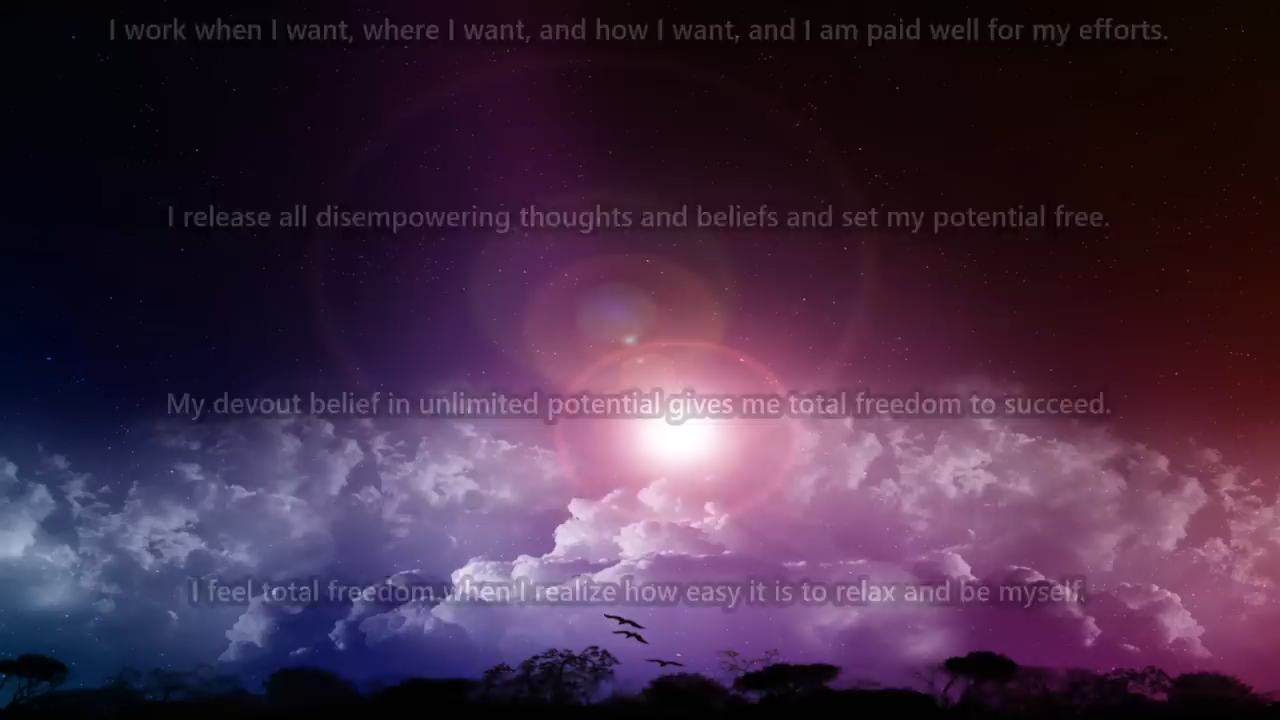 I work when I want, where I want, and how I want, and I am paid well for my efforts.
I release all disempowering thoughts and beliefs and set my potential free.
My devout belief in unlimited potential gives me total freedom to succeed.
I feel total freedom when I realize how easy it is to relax and be myself.